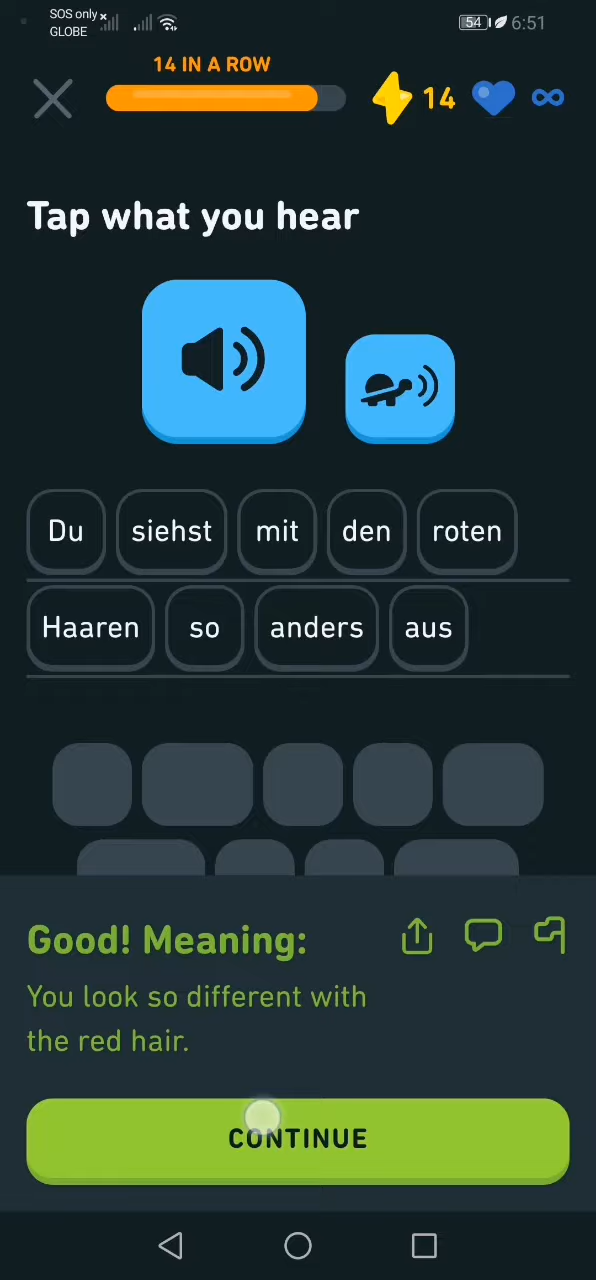 SOS only
GLOBE
54 6:51
14 IN A ROW
14
Tap what you hear
Du siehst mit den roten
Haaren so anders aus
Good! Meaning:
You look so different with
the red hair.
CONTINUE